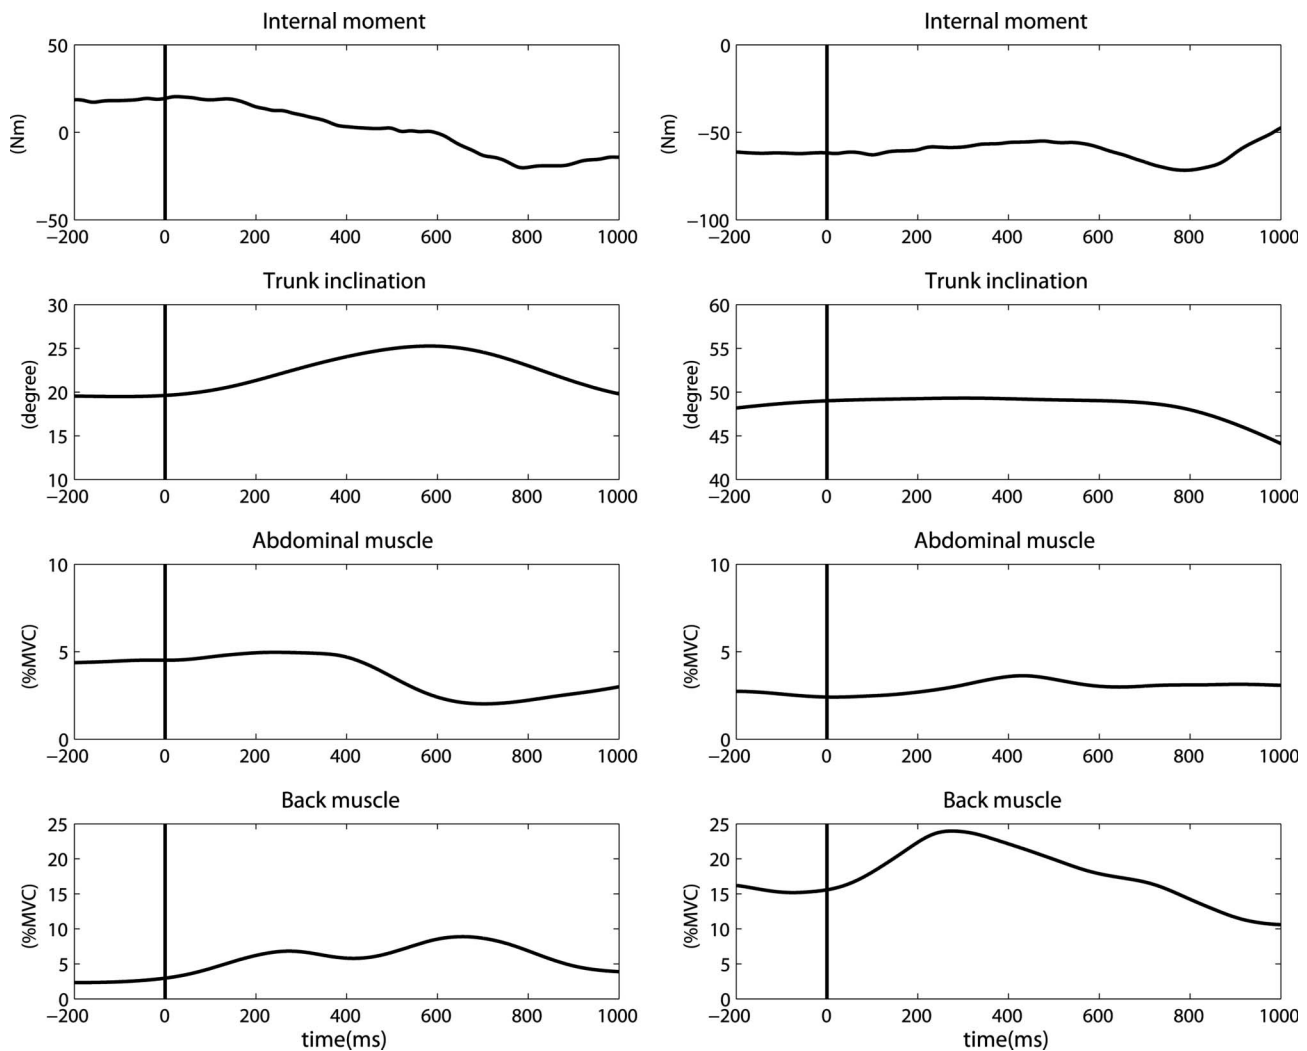 Internal moment
50
0
−50
(Nm)
−200 0 200 400 600 800 1000
Internal moment
0
−50
−100
(Nm)
−200 0 200 400 600 800 1000
Trunk inclination
30
25
20
15
10
(degree)
−200 0 200 400 600 800 1000
Trunk inclination
60
55
50
45
40
(degree)
−200 0 200 400 600 800 1000
Abdominal muscle
10
5
0
(%MVC)
−200 0 200 400 600 800 1000
Abdominal muscle
10
5
0
(%MVC)
−200 0 200 400 600 800 1000
Back muscle
25
20
15
10
5
0
(%MVC)
−200 0 200 400 600 800 1000
time(ms)
Back muscle
25
20
15
10
5
0
(%MVC)
−200 0 200 400 600 800 1000
time(ms)